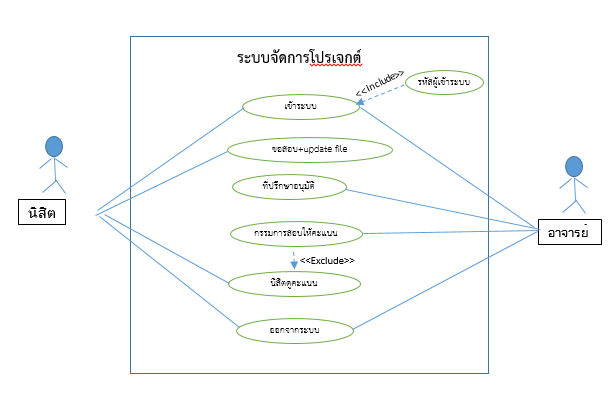 ระบบจัดการโปรเจกต์
<<Include>>
รหัสผู้เข้าระบบ
เข้าระบบ
ขอสอบ+update file
ที่ปรึกษาอนุมัติ
นิสิต
กรรมการสอบให้คะแนน
อาจารย์
<<Exclude>>
นิสิตดูคะแนน
ออกจากระบบ